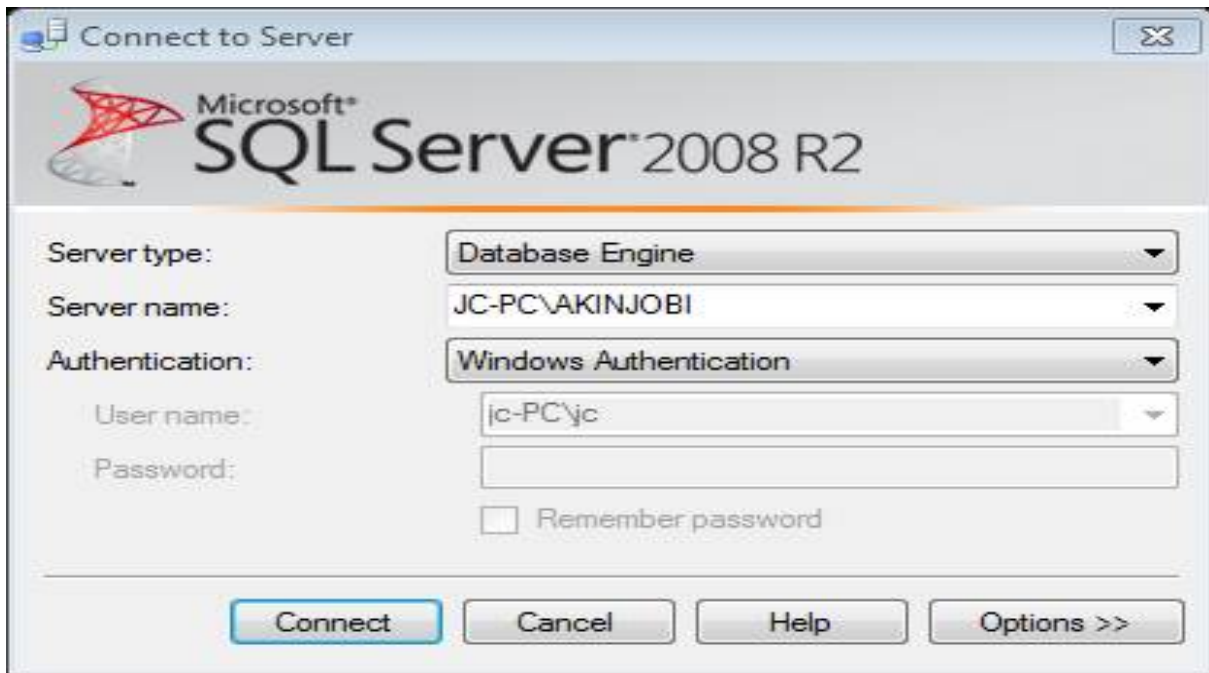 Connect to Server
Microsoft®
SQL Server® 2008 R2
Server type: Database Engine
Server name: JC-PC\AKINJOBI
Authentication: Windows Authentication
User name: jc-PC\jc
Password:
Remember password
Connect Cancel Help Options >>